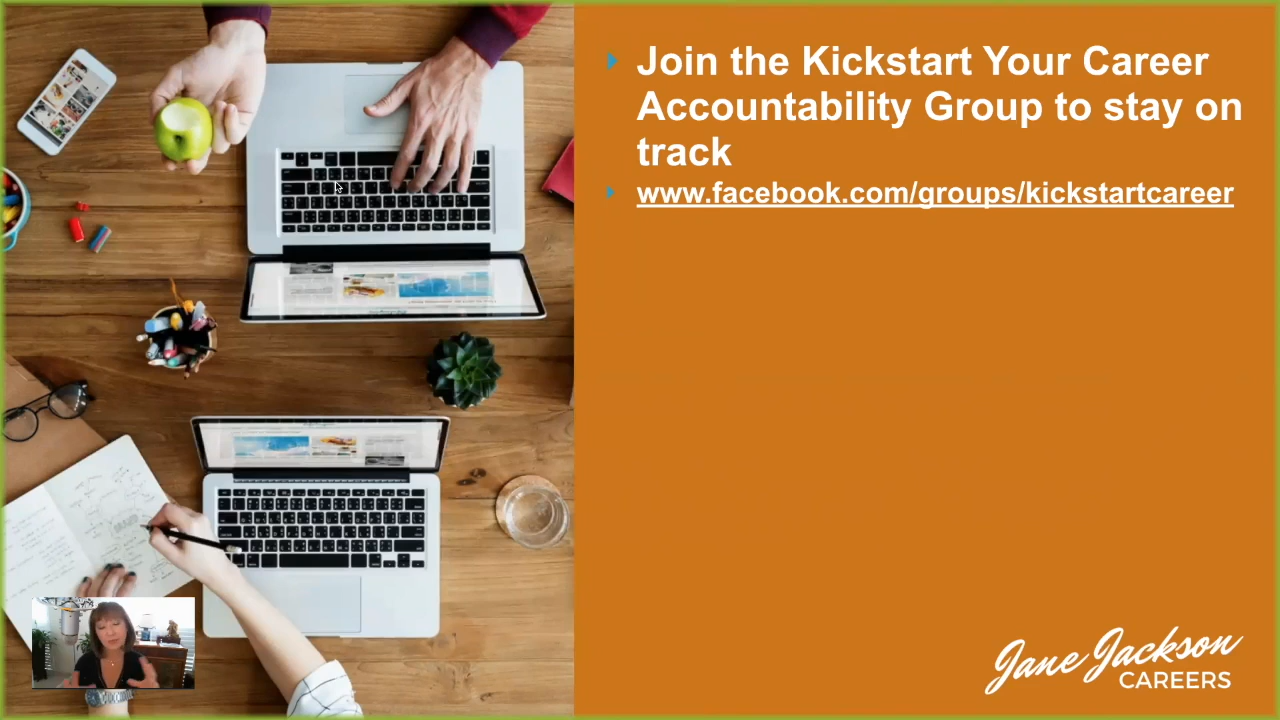 Join the Kickstart Your Career
Accountability Group to stay on
track
www.facebook.com/groups/kickstartcareer
Jane Jackson
CAREERS